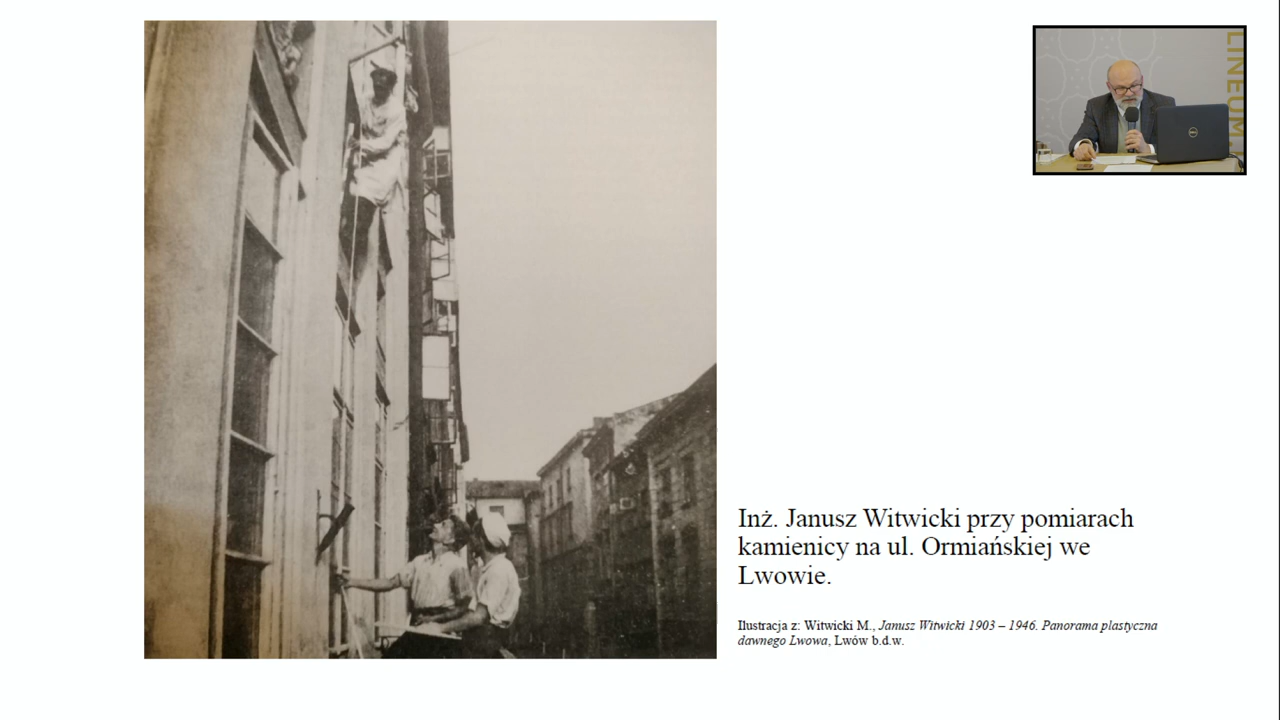 LINEUM
Inż. Janusz Witwicki przy pomiarach
kamienicy na ul. Ormiańskiej we
Lwowie.
Ilustracja z: Witwicki M., Janusz Witwicki 1903 – 1946. Panorama plastyczna
dawnego Lwowa, Lwów b.d.w.